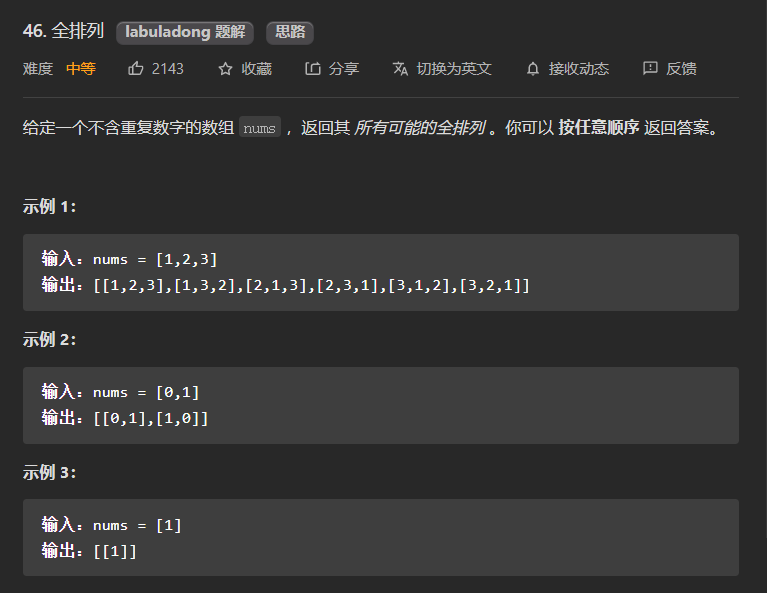 46. 全排列 labuladong 题解 思路
难度 中等 2143 收藏 分享 切换为英文 接收动态 反馈
给定一个不含重复数字的数组 nums ，返回其 所有可能的全排列 。你可以 按任意顺序 返回答案。
示例 1：
输入：nums = [1,2,3]
输出：[[1,2,3],[1,3,2],[2,1,3],[2,3,1],[3,1,2],[3,2,1]]
示例 2：
输入：nums = [0,1]
输出：[[0,1],[1,0]]
示例 3：
输入：nums = [1]
输出：[[1]]